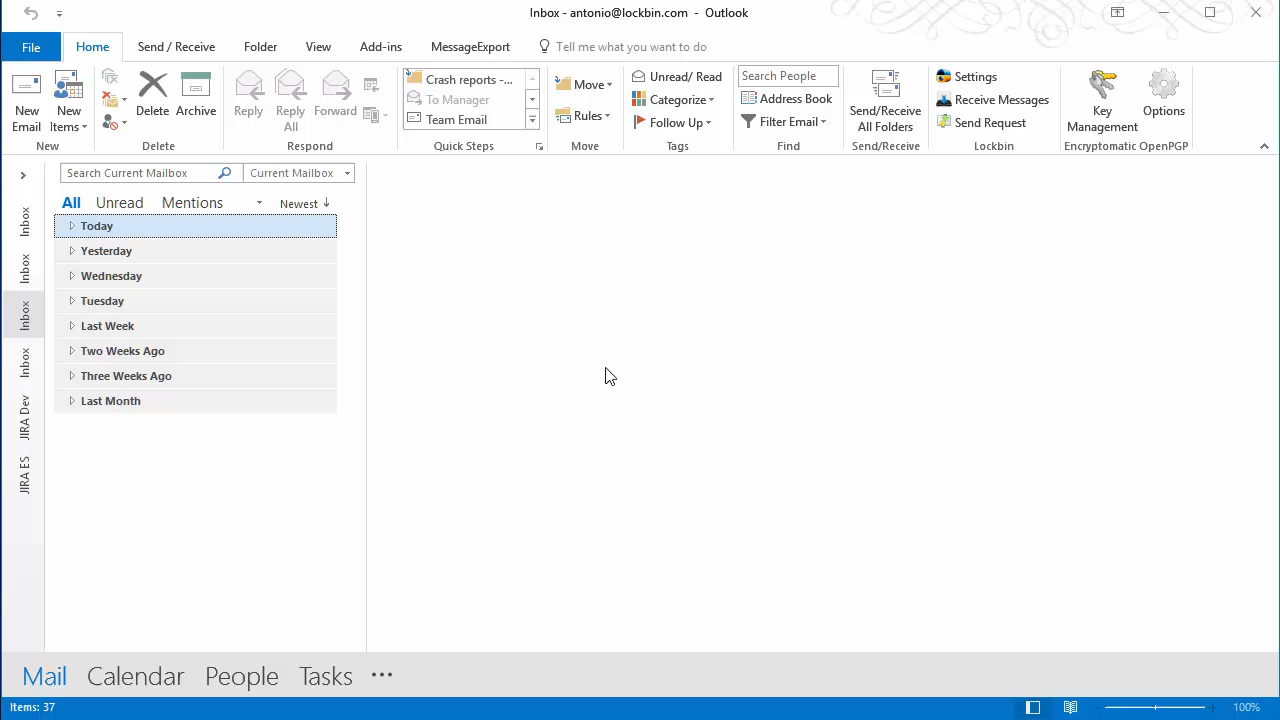 Inbox - antonio@lockbin.com - Outlook
File Home Send / Receive Folder View Add-ins MessageExport Tell me what you want to do
New Email
New Items
Delete
Archive
Reply
Reply All
Forward
Crash reports -...
To Manager
Team Email
Move
Rules
Unread/ Read
Categorize
Follow Up
Search People
Address Book
Filter Email
Send/Receive All Folders
Settings
Receive Messages
Send Request
Key Management
Options
New Delete Respond Quick Steps Move Tags Find Send/Receive Lockbin Encryptomatic OpenPGP
Search Current Mailbox Current Mailbox
All Unread Mentions Newest ↓
Today
Yesterday
Wednesday
Tuesday
Last Week
Two Weeks Ago
Three Weeks Ago
Last Month
Inbox
Inbox
Inbox
Inbox
JIRA Dev
JIRA ES
Mail Calendar People Tasks •••
Items: 37 100%